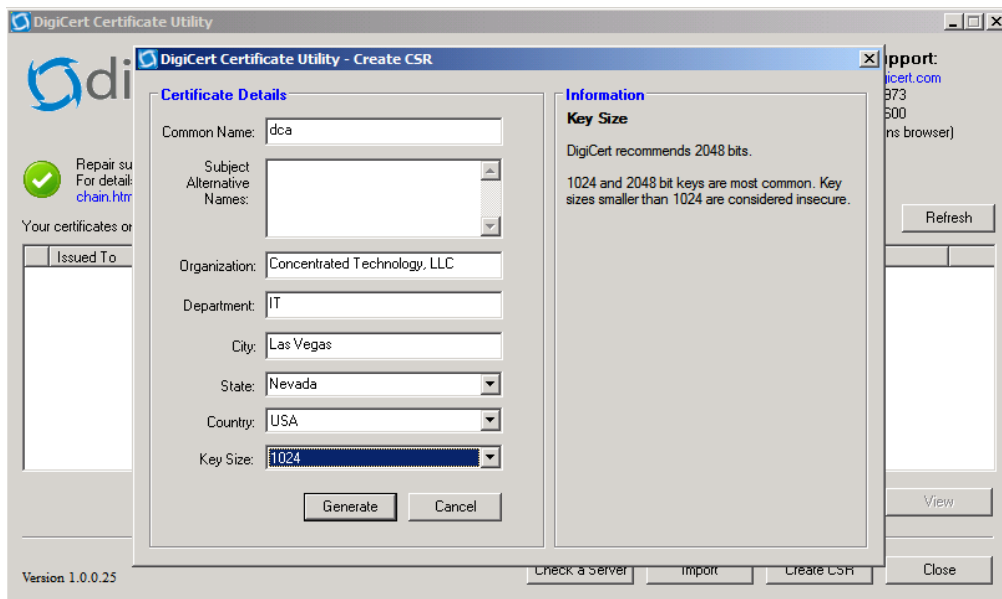 DigiCert Certificate Utility
DigiCert Certificate Utility - Create CSR
di
pport:
icert.com
973
600
ns browser)
Repair su
For detail
chain.htm
Your certificates or
Refresh
Issued To
Certificate Details
Common Name: dca
Subject
Alternative
Names:
Organization: Concentrated Technology, LLC
Department: IT
City: Las Vegas
State: Nevada
Country: USA
Key Size: 1024
Generate
Cancel
Information
Key Size
DigiCert recommends 2048 bits.
1024 and 2048 bit keys are most common. Key
sizes smaller than 1024 are considered insecure.
View
Version 1.0.0.25
Check a Server
Import
Create CSR
Close